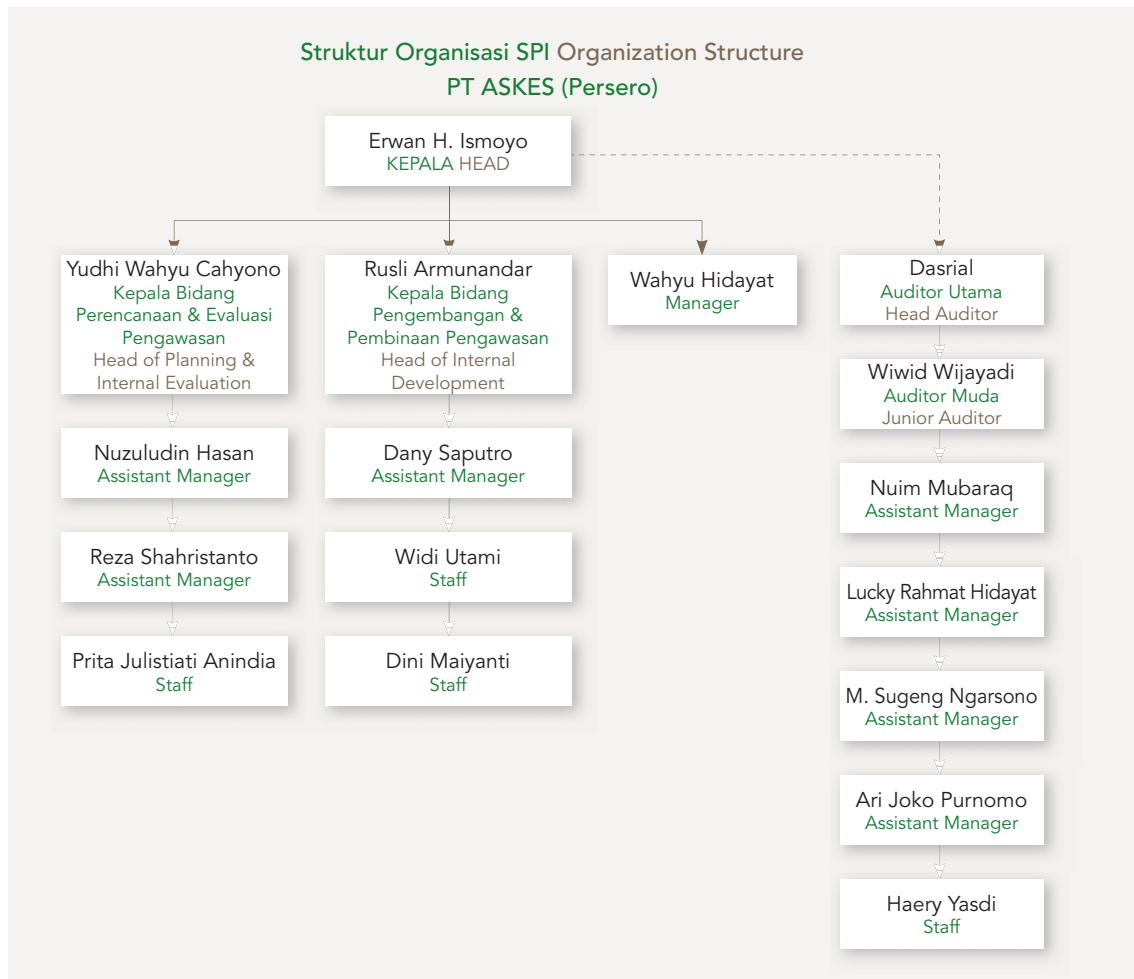 Struktur Organisasi SPI Organization Structure
PT ASKES (Persero)
Erwan H. Ismoyo
KEPALA HEAD
Yudhi Wahyu Cahyono
Kepala Bidang
Perencanaan & Evaluasi
Pengawasan
Head of Planning &
Internal Evaluation
Nuzuludin Hasan
Assistant Manager
Reza Shahristanto
Assistant Manager
Prita Julistiati Anindia
Staff
Rusli Armunandar
Kepala Bidang
Pengembangan &
Pembinaan Pengawasan
Head of Internal
Development
Dany Saputro
Assistant Manager
Widi Utami
Staff
Dini Maiyanti
Staff
Wahyu Hidayat
Manager
Dasrial
Auditor Utama
Head Auditor
Wiwid Wijayadi
Auditor Muda
Junior Auditor
Nuim Mubaraq
Assistant Manager
Lucky Rahmat Hidayat
Assistant Manager
M. Sugeng Ngarsono
Assistant Manager
Ari Joko Purnomo
Assistant Manager
Haery Yasdi
Staff